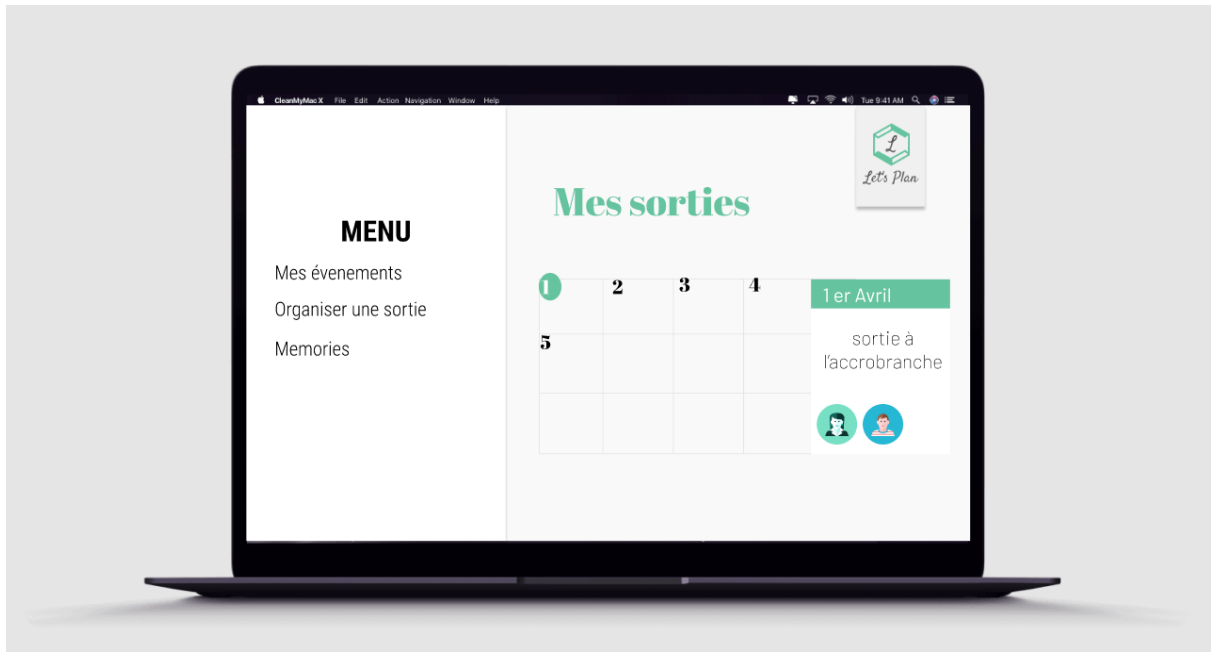 CleanMyMac X File Edit Action Navigation Window Help Tue 9:41 AM
L
Let's Plan
Mes sorties
MENU
Mes évenements
Organiser une sortie
Memories
1 2 3 4
5
1 er Avril
sortie à
l'accrobranche